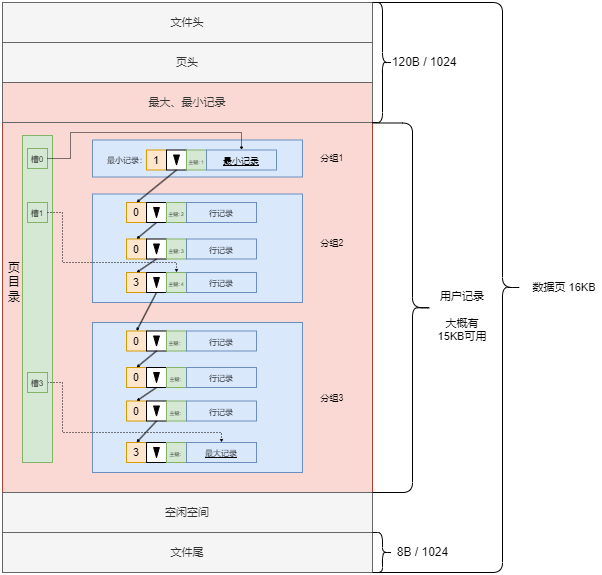 文件头
页头
120B / 1024
最大、最小记录
槽0
最小记录:
1
主键: 1
最小记录
分组1
槽1
0
主键: 2
行记录
0
主键: 3
行记录
分组2
3
主键: 4
行记录
页目录
数据页 16KB
用户记录
大概有
15KB可用
0
主键:
行记录
槽3
0
主键:
行记录
分组3
0
主键:
行记录
3
主键:
最大记录
空闲空间
文件尾
8B / 1024